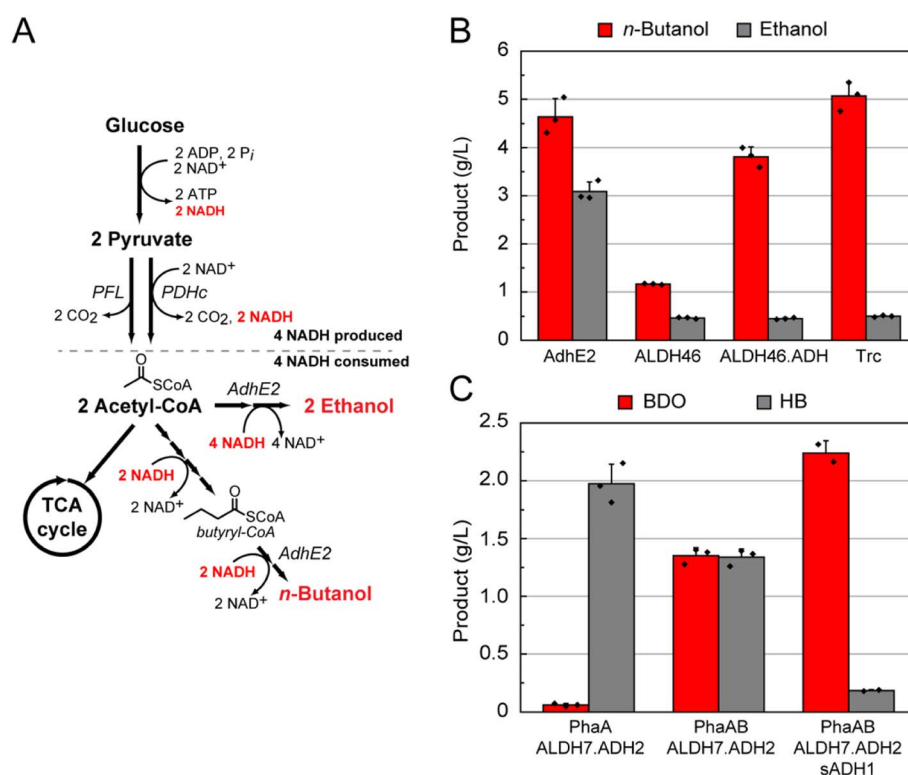 A
Glucose
2 ADP, 2 Pi
2 NAD+
2 ATP
2 NADH
2 Pyruvate
PFL
PDHc
2 NAD+
2 CO2
2 CO2, 2 NADH
4 NADH produced
4 NADH consumed
O
SCoA
2 Acetyl-CoA
AdhE2
2 Ethanol
4 NADH
4 NAD+
2 NADH
2 NAD+
TCA
cycle
O
SCoA
butyryl-CoA
AdhE2
2 NADH
n-Butanol
2 NAD+
B
n-Butanol
Ethanol
Product (g/L)
6
5
4
3
2
1
0
AdhE2
ALDH46
ALDH46.ADH
Trc
C
BDO
HB
Product (g/L)
2.5
2.0
1.5
1.0
0.5
0
PhaA
ALDH7.ADH2
PhaAB
ALDH7.ADH2
PhaAB
ALDH7.ADH2
sADH1